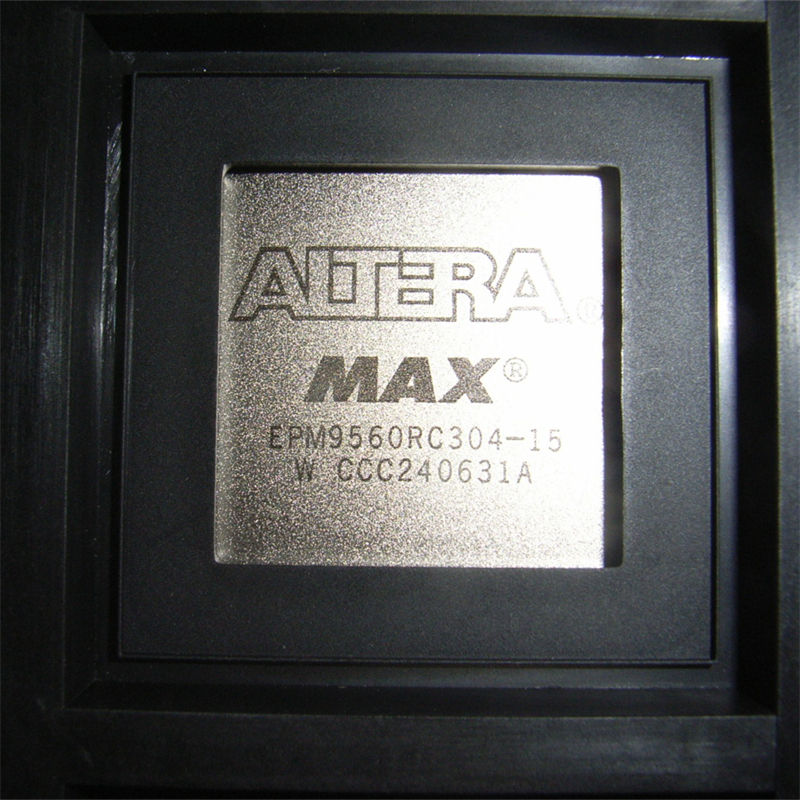 ALTERA®
MAX®
EPM9560RC304-15
W CCC240631A